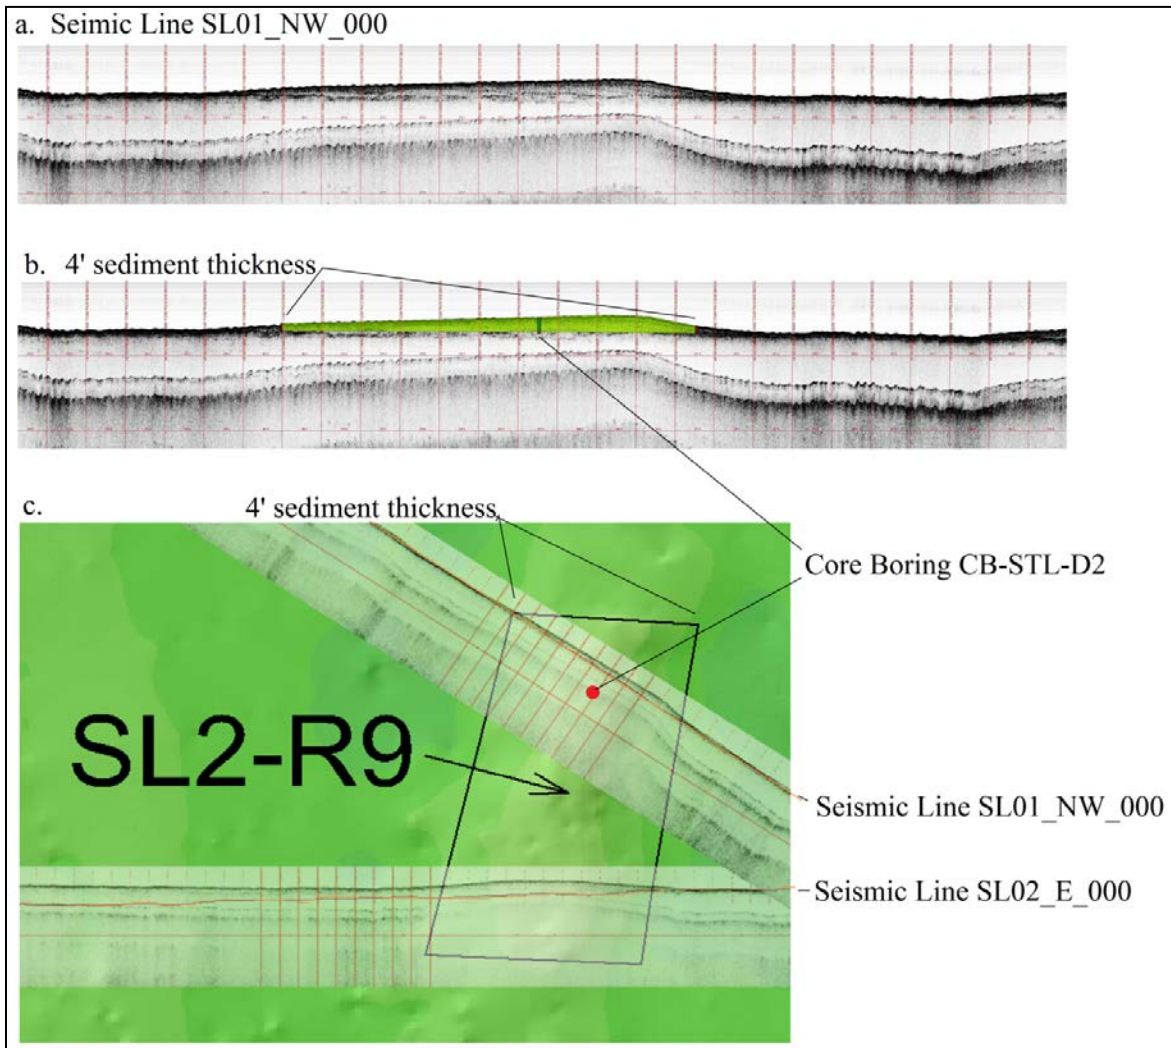 a. Seimic Line SL01_NW_000
b. 4' sediment thickness
c.
4' sediment thickness
Core Boring CB-STL-D2
SL2-R9
Seismic Line SL01_NW_000
Seismic Line SL02_E_000